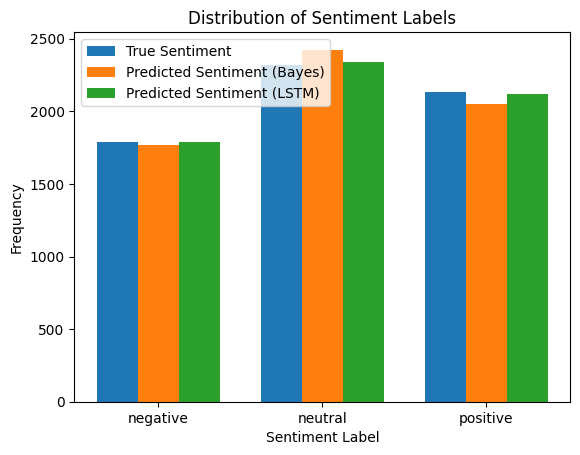 Distribution of Sentiment Labels
True Sentiment
Predicted Sentiment (Bayes)
Predicted Sentiment (LSTM)
2500
2000
1500
1000
500
0
Frequency
negative neutral positive
Sentiment Label